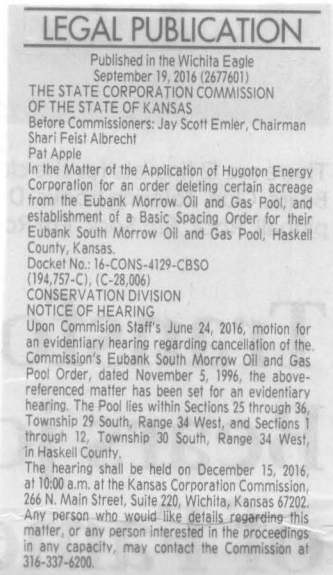 LEGAL PUBLICATION
Published in the Wichita Eagle
September 19, 2016 (2677601)
THE STATE CORPORATION COMMISSION
OF THE STATE OF KANSAS
Before Commissioners: Jay Scott Emler, Chairman
Shari Feist Albrecht
Pat Apple
In the Matter of the Application of Hugoton Energy
Corporation for an order deleting certain acreage
from the Eubank Morrow Oil and Gas Pool, and
establishment of a Basic Spacing Order for their
Eubank South Morrow Oil and Gas Pool, Haskell
County, Kansas.
Docket No.: 16-CONS-4129-CBSO
(194,757-C), (C-28,006)
CONSERVATION DIVISION
NOTICE OF HEARING
Upon Commision Staff's June 24, 2016, motion for
an evidentiary hearing regarding cancellation of the
Commission's Eubank South Morrow Oil and Gas
Pool Order, dated November 5, 1996, the above-
referenced matter has been set for an evidentiary
hearing. The Pool lies within Sections 25 through 36,
Township 29 South, Range 34 West, and Sections 1
through 12, Township 30 South, Range 34 West,
in Haskell County.
The hearing shall be held on December 15, 2016,
at 10:00 a.m. at the Kansas Corporation Commission,
266 N. Main Street, Suite 220, Wichita, Kansas 67202.
Any person who would like details regarding this
matter, or any person interested in the proceedings
in any capacity, may contact the Commission at
316-337-6200.